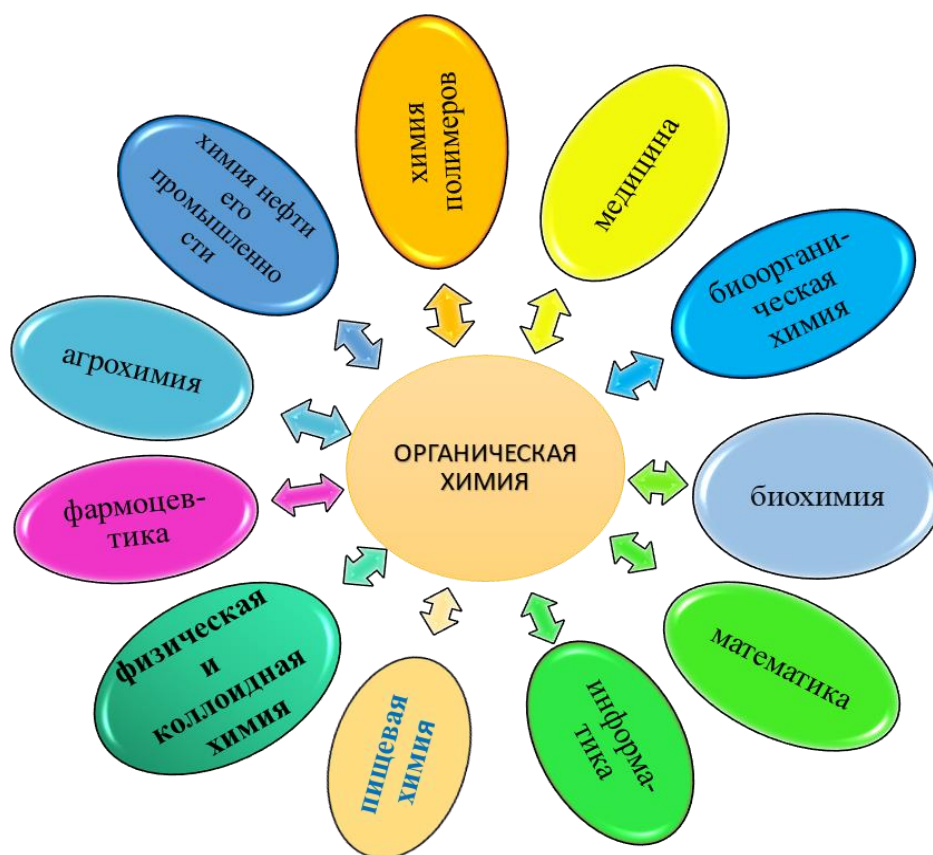 химия
полимеров
медицина
биооргани-
ческая
химия
биохимия
математика
информа-
тика
пищевая
химия
физическая
и
коллоидная
химия
фармоцев-
тика
агрохимия
химия нефти
его
промышленно
сти
ОРГАНИЧЕСКАЯ
ХИМИЯ